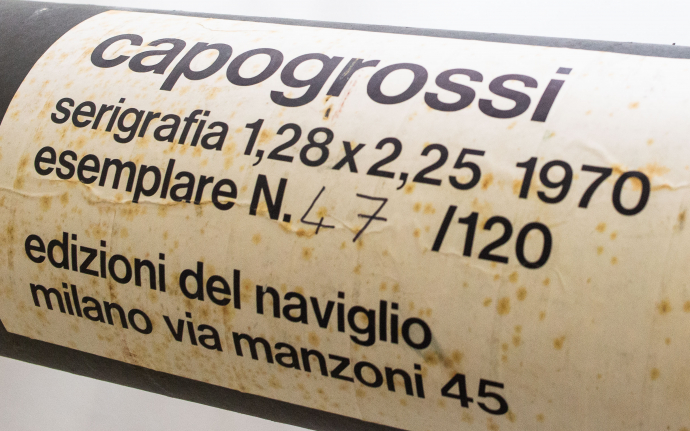 capogrossi
serigrafia 1,28x2,25 1970
esemplare N. 47 /120
edizioni del naviglio
milano via manzoni 45